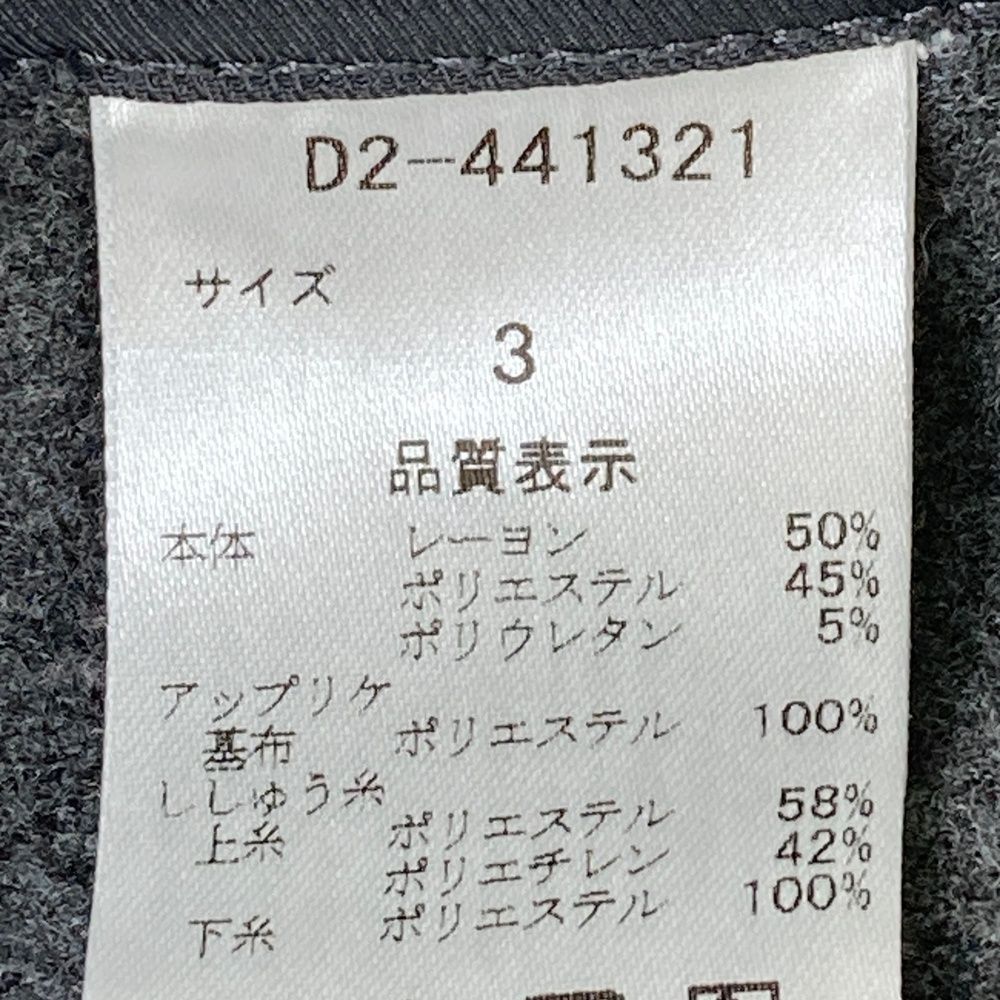 D2-441321
サイズ
3
品質表示
本体 レーヨン 50%
ポリエステル 45%
ポリウレタン 5%
アップリケ
基布 ポリエステル 100%
ししゅう糸
上糸 ポリエステル 58%
ポリエチレン 42%
下糸 ポリエステル 100%